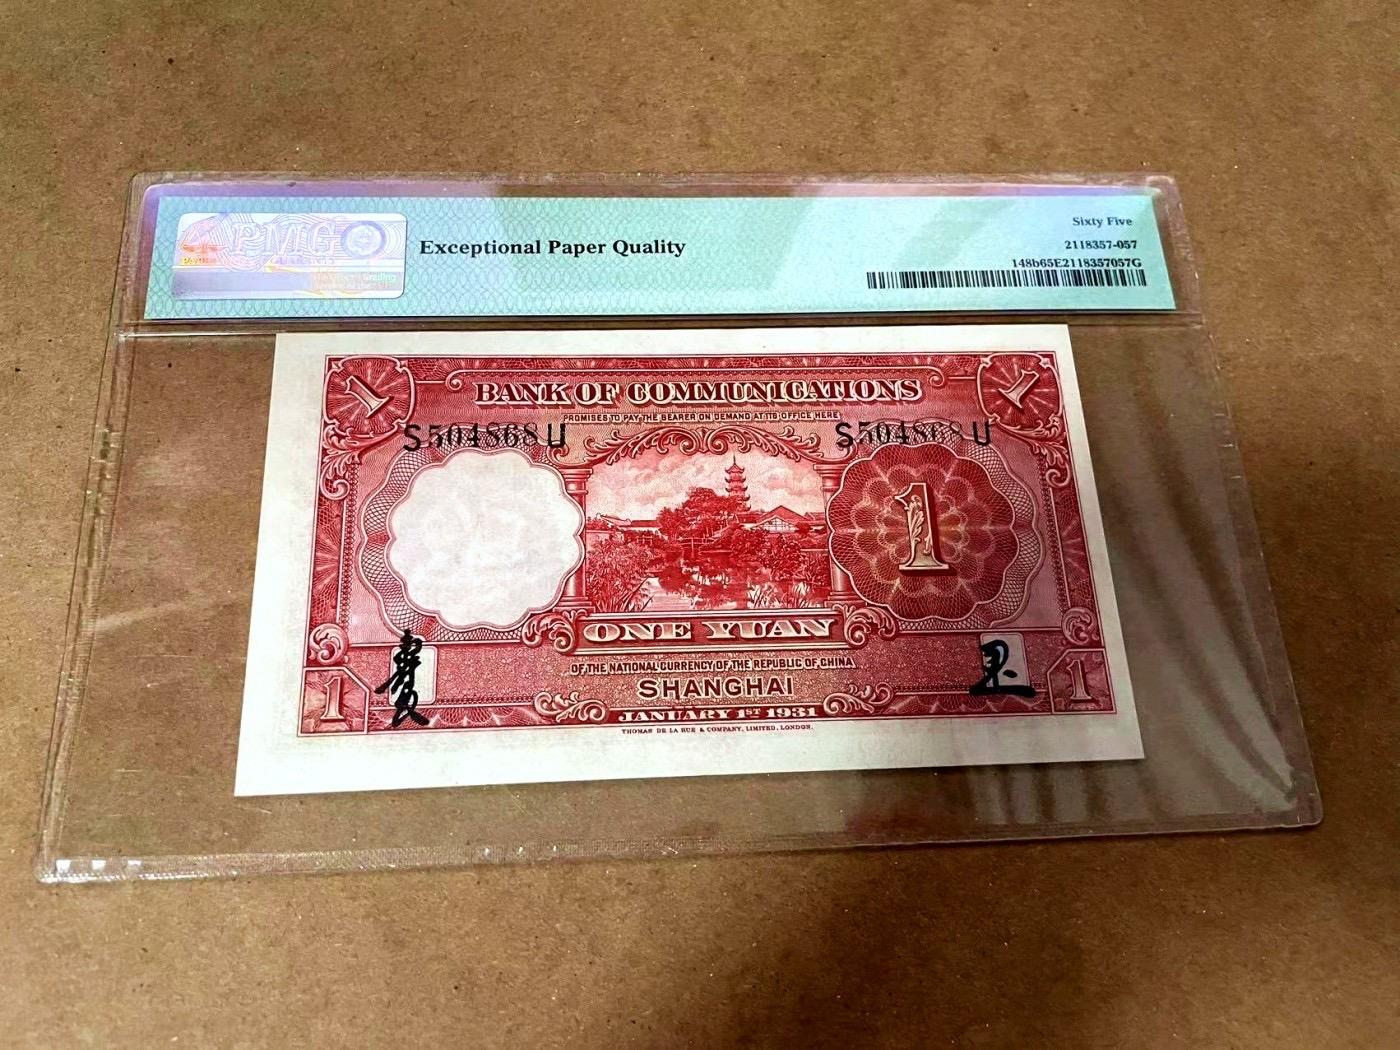 PMG
Exceptional Paper Quality
Sixty Five
2118357-057
148b65E2118357057G
1 1
BANK OF COMMUNICATIONS
PROMISES TO PAY THE BEARER ON DEMAND AT ITS OFFICE HERE
S504868U S504868U
1
ONE YUAN
OF THE NATIONAL CURRENCY OF THE REPUBLIC OF CHINA
SHANGHAI
1 1
JANUARY 1ST 1931
THOMAS DE LA RUE & COMPANY, LIMITED, LONDON.